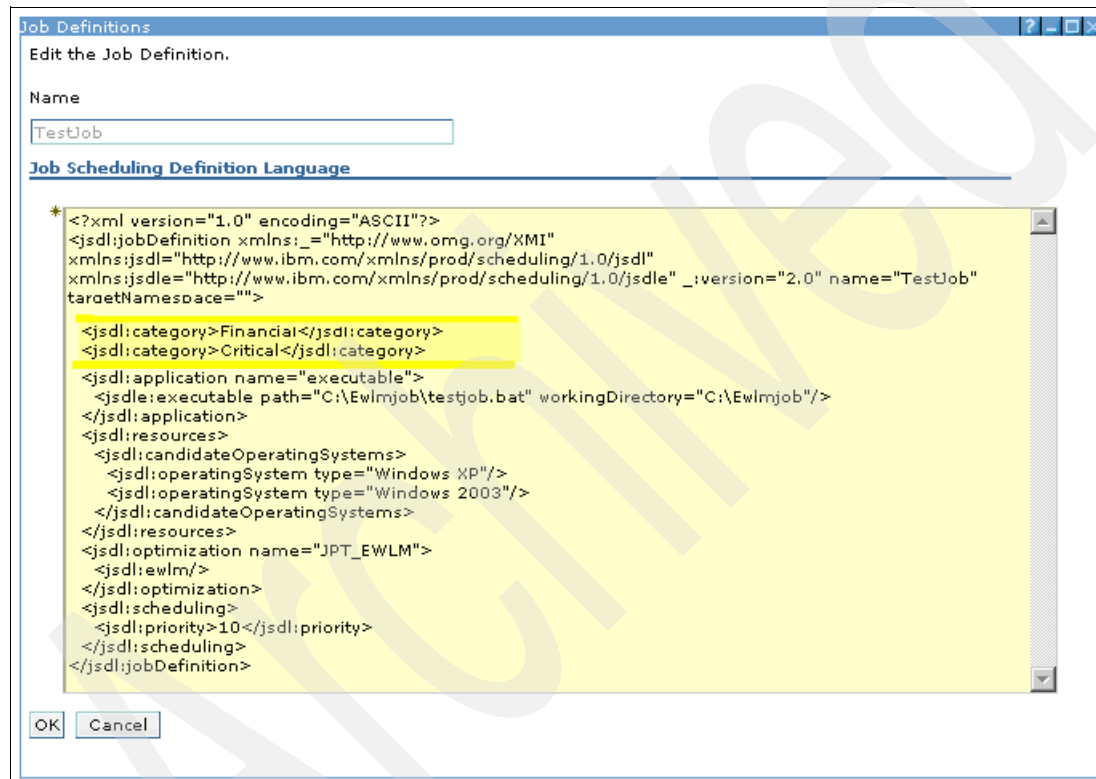 Job Definitions
Edit the Job Definition.
Name
TestJob
Job Scheduling Definition Language
*
<?xml version="1.0" encoding="ASCII"?>
<jsdl:jobDefinition xmlns:_="http://www.omg.org/XMI"
xmlns:jsdl="http://www.ibm.com/xmlns/prod/scheduling/1.0/jsdl"
xmlns:jsdle="http://www.ibm.com/xmlns/prod/scheduling/1.0/jsdle" _:version="2.0" name="TestJob"
targetNamespace="">
<jsdl:category>Financial</jsdl:category>
<jsdl:category>Critical</jsdl:category>
<jsdl:application name="executable">
<jsdle:executable path="C:\Ewlmjob\testjob.bat" workingDirectory="C:\Ewlmjob"/>
</jsdl:application>
<jsdl:resources>
<jsdl:candidateOperatingSystems>
<jsdl:operatingSystem type="Windows XP"/>
<jsdl:operatingSystem type="Windows 2003"/>
</jsdl:candidateOperatingSystems>
</jsdl:resources>
<jsdl:optimization name="JPT_EWLM">
<jsdl:ewlm/>
</jsdl:optimization>
<jsdl:scheduling>
<jsdl:priority>10</jsdl:priority>
</jsdl:scheduling>
</jsdl:jobDefinition>
OK Cancel
Archived